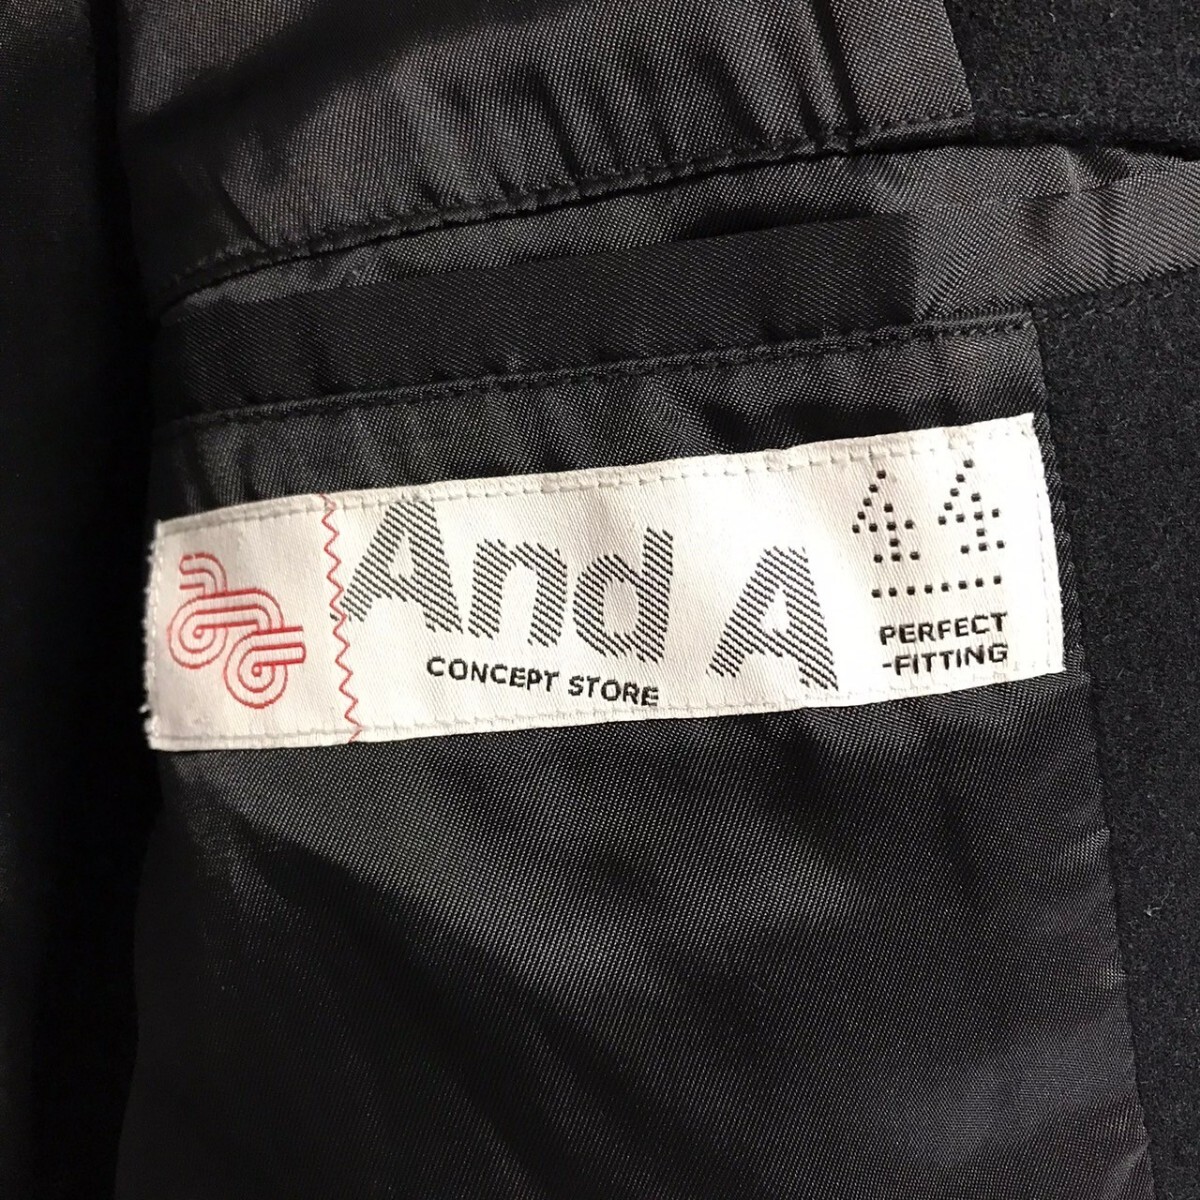 And A
CONCEPT STORE
44
PERFECT
-FITTING